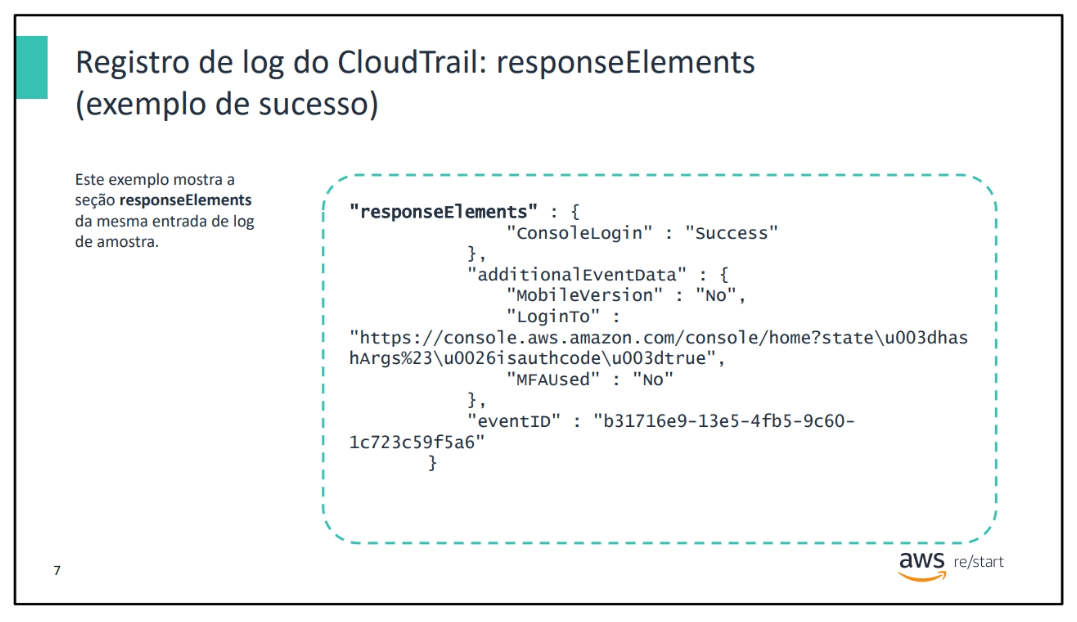 Registro de log do CloudTrail: responseElements
(exemplo de sucesso)
Este exemplo mostra a
seção responseElements
da mesma entrada de log
de amostra.
"responseElements" : {
"ConsoleLogin" : "Success"
},
"additionalEventData" : {
"MobileVersion" : "No",
"LoginTo" :
"https://console.aws.amazon.com/console/home?state\u003dhas
hArgs%23\u0026isauthcode\u003dtrue",
"MFAUsed" : "No"
},
"eventID" : "b31716e9-13e5-4fb5-9c60-
1c723c59f5a6"
}
7
aws re/start